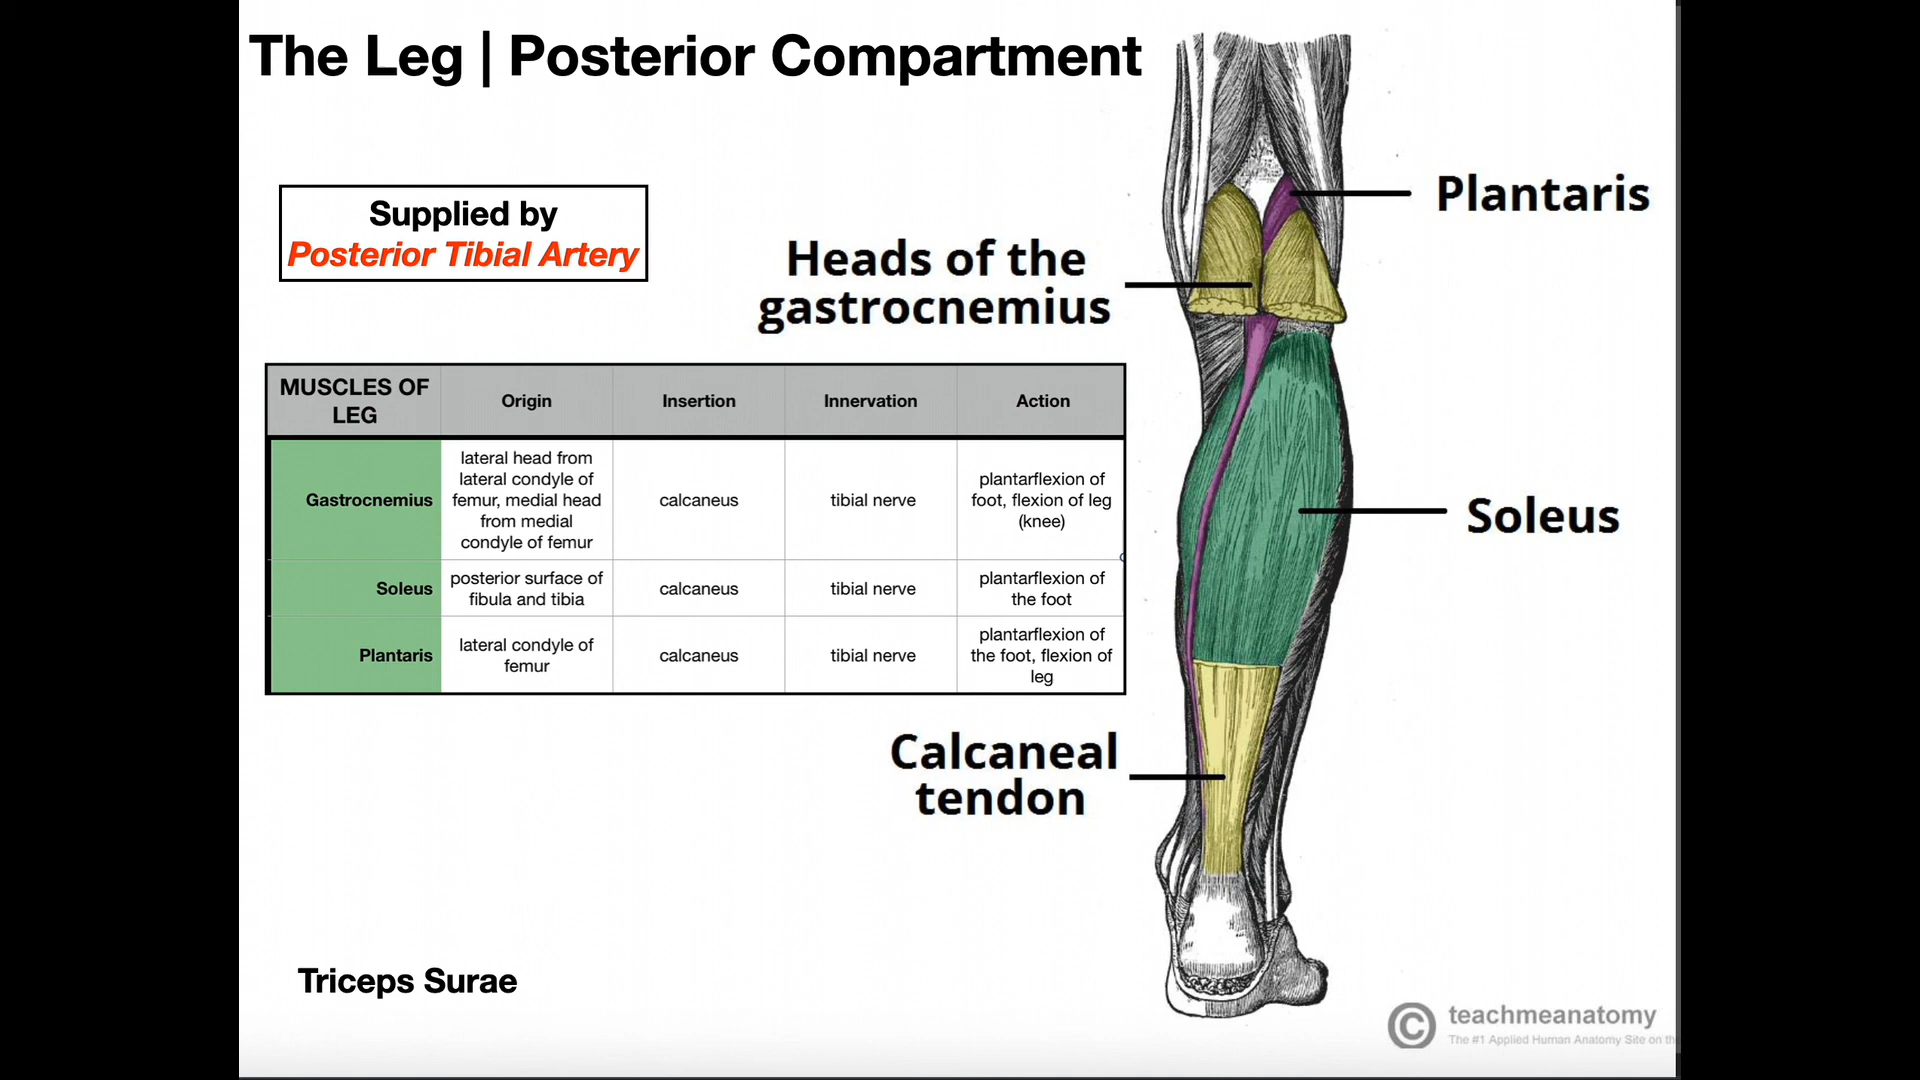 The Leg | Posterior Compartment
Supplied by
Posterior Tibial Artery
Plantaris
Heads of the
gastrocnemius
MUSCLES OF
LEG
Origin
Insertion
Innervation
Action
Gastrocnemius
lateral head from
lateral condyle of
femur, medial head
from medial
condyle of femur
calcaneus
tibial nerve
plantarflexion of
foot, flexion of leg
(knee)
Soleus
posterior surface of
fibula and tibia
calcaneus
tibial nerve
plantarflexion of
the foot
Plantaris
lateral condyle of
femur
calcaneus
tibial nerve
plantarflexion of
the foot, flexion of
leg
Soleus
Calcaneal
tendon
Triceps Surae
© teachmeanatomy
The #1 Applied Human Anatomy Site on